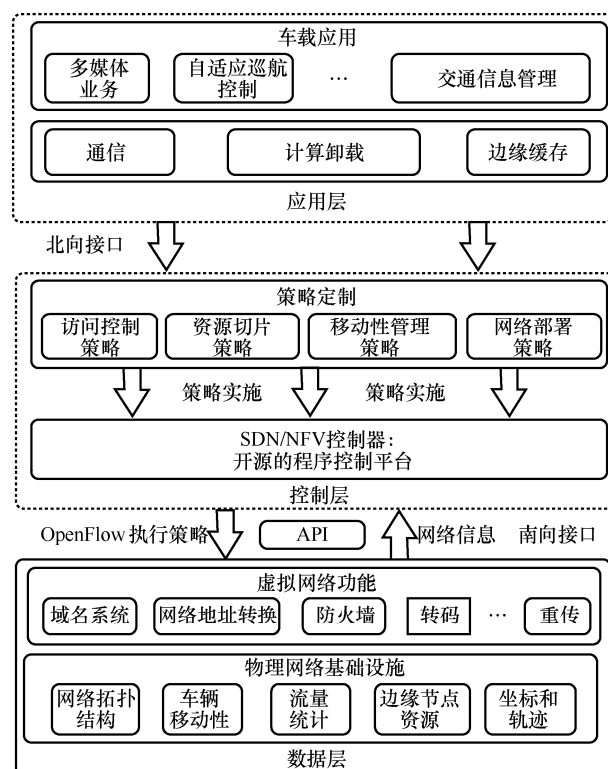 车载应用
多媒体
业务
自适应巡航
控制
…
交通信息管理
通信
计算卸载
边缘缓存
应用层
北向接口
策略定制
访问控制
策略
资源切片
策略
移动性管理
策略
网络部署
策略
策略实施
策略实施
SDN/NFV控制器:
开源的程序控制平台
控制层
OpenFlow 执行策略
API
网络信息
南向接口
虚拟网络功能
域名系统
网络地址转换
防火墙
转码
…
重传
物理网络基础设施
网络拓扑
结构
车辆
移动性
流量
统计
边缘节点
资源
坐标和
轨迹
数据层